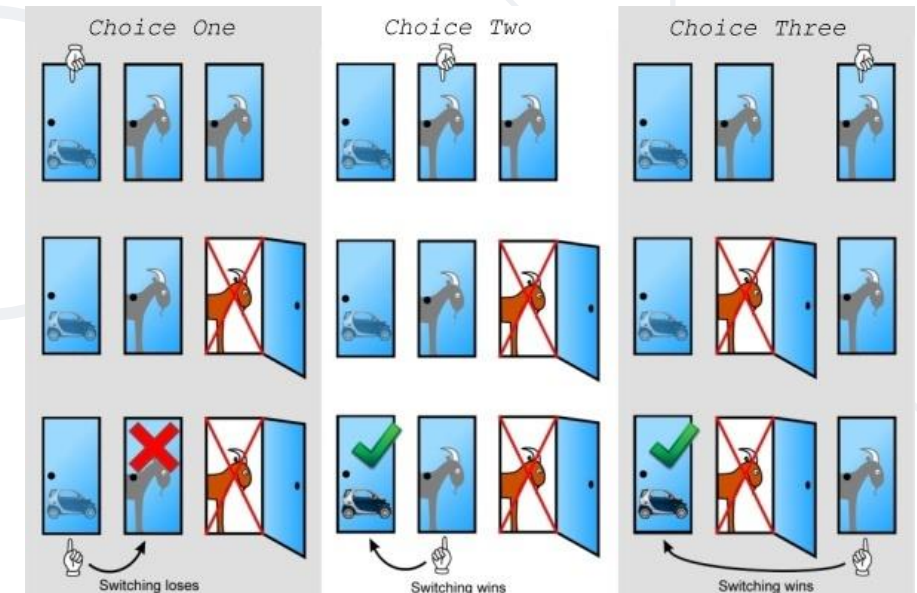 Choice One
Choice Two
Choice Three
Switching loses
Switching wins
Switching wins